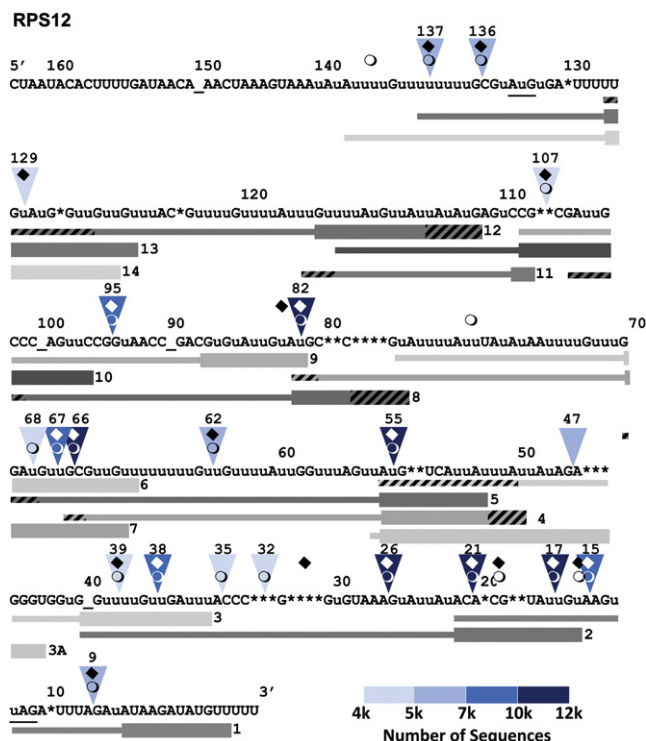 RPS12
137 136
5′ 160 150 140 130
CUAAUACACUUUUGAUAACA_AACUAAAGUAAAuAuAUuuuGUuuuuuuuGCGuAuGuGA*UUUUU
129 107
120 110
GuAuG*GuuGuuGuuuAC*GuuuuGuuuuAuuuGuuuuAuGuuAuuAuAuGAGuCCG**CGAuuG
12
13
14 11
95 82
100 90 80 70
CCC_AGuuCCGGuAACC_GACGuGuAuuGuAuGC**C****GuAuuuuAuUAuAuAAuuuuGuuuG
9
10
8
68 67 66 62 55 47
60 50
GAuGuuGCGuuGuuuuuuuGuuGuuuuAuuGGuuuAGuuAuG**UCAuuAuuuAuuAuAGA***
6
5
7 4
39 38 35 32 26 21 17 15
40 30 20
GGGUGGuG_GuuuuGUuGAuuuACCC***G****GuGUAAAGuAuuAuACA*CG**UAuuGuAAGu
3
2
3A
9
10 3′
uAGA*UUUAGAuAUAAGAUAUGUUUUU
1
4k 5k 7k 10k 12k
Number of Sequences